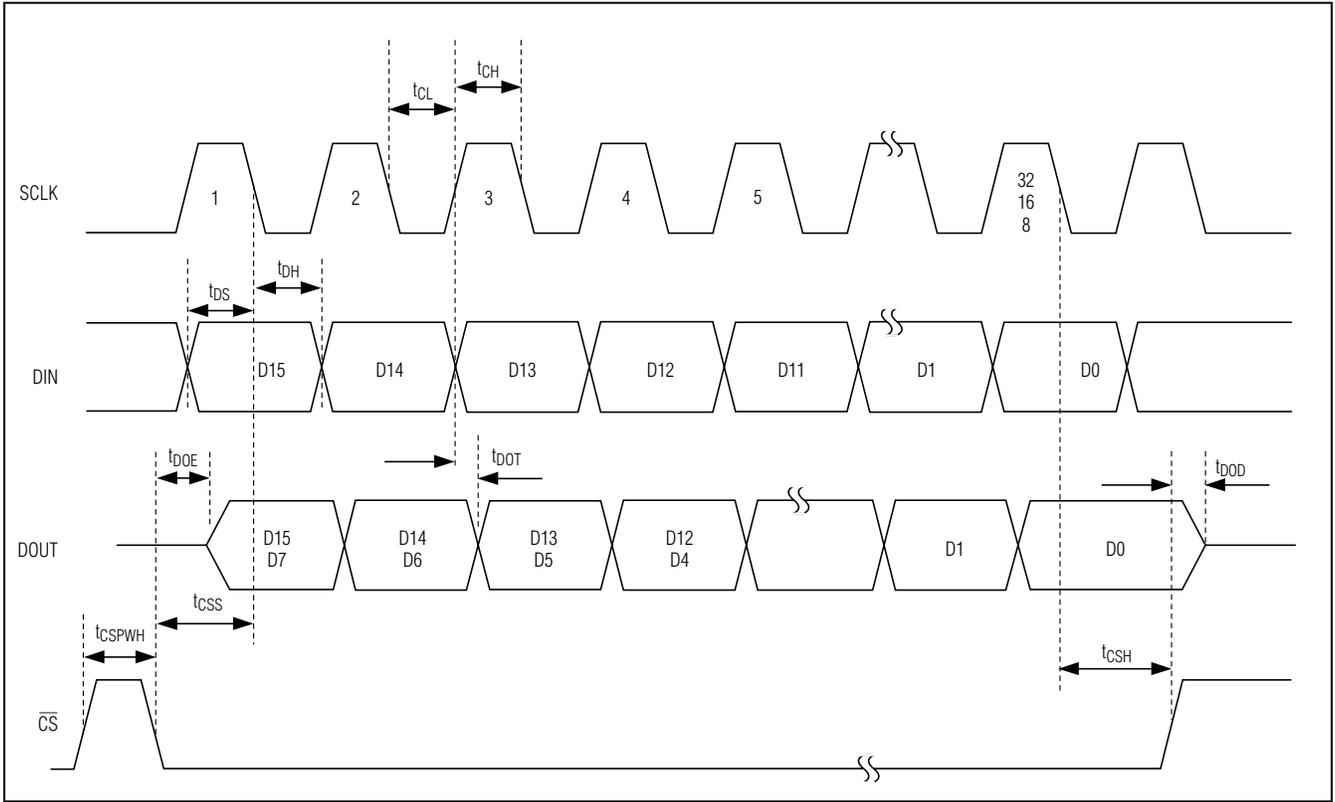 tCH
tCL
SCLK
1
2
3
4
5
32
16
8
tDH
tDS
DIN
D15
D14
D13
D12
D11
D1
D0
tDOE
tDOT
tDOD
DOUT
D15
D7
D14
D6
D13
D5
D12
D4
D1
D0
tCSS
tCSPWH
tCSH
C̅S̅